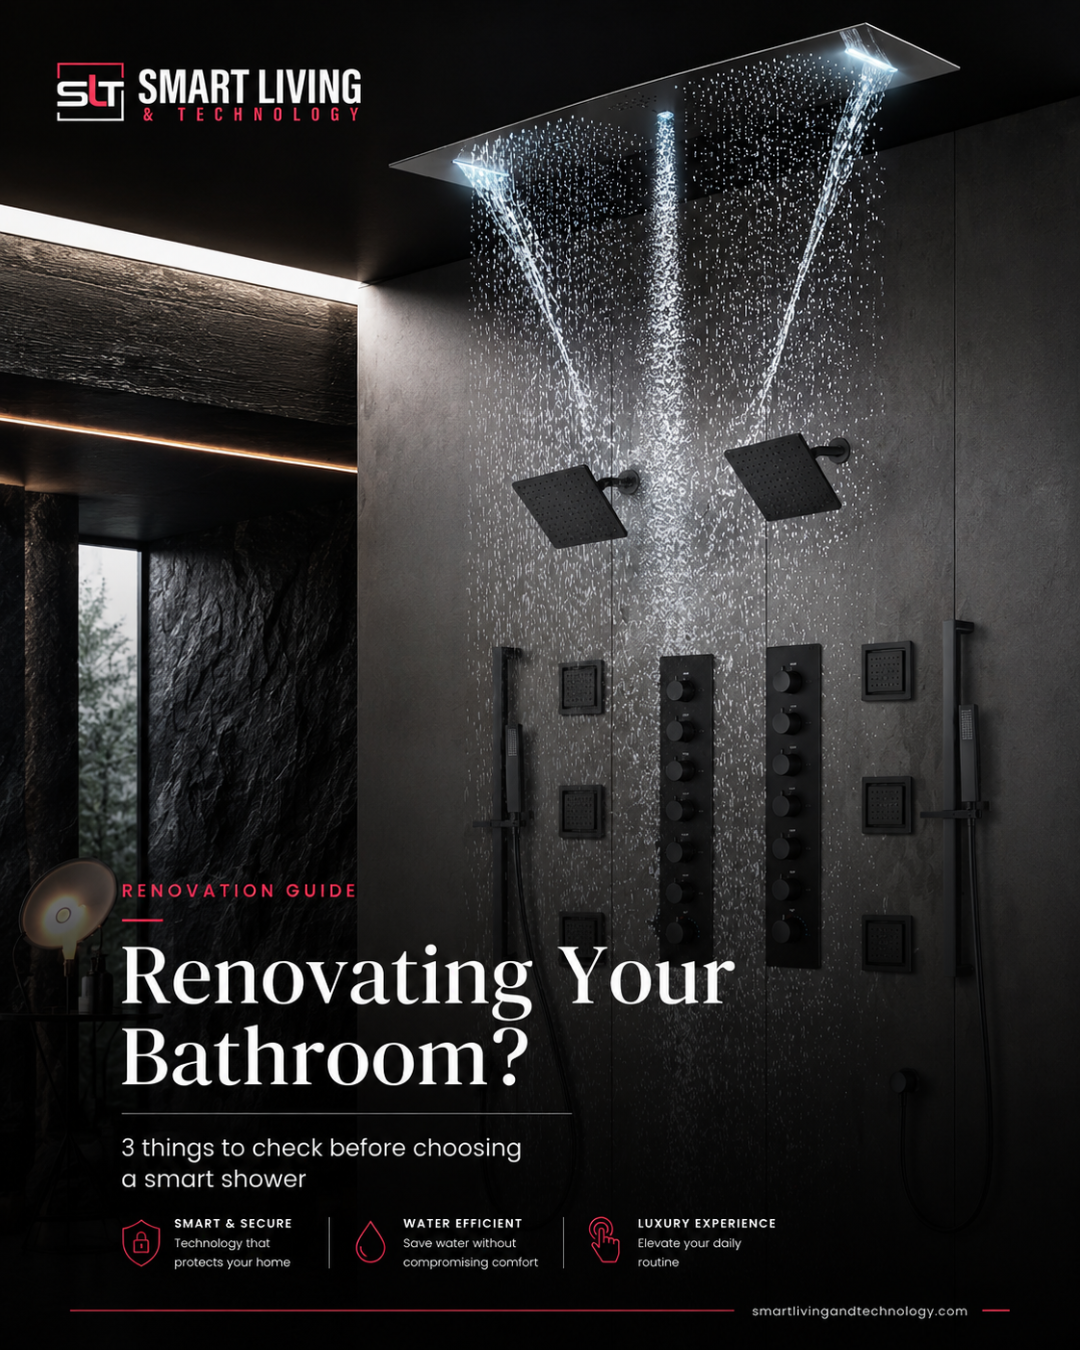 SLT SMART LIVING
& TECHNOLOGY
RENOVATION GUIDE
Renovating Your
Bathroom?
3 things to check before choosing
a smart shower
SMART & SECURE
Technology that
protects your home
WATER EFFICIENT
Save water without
compromising comfort
LUXURY EXPERIENCE
Elevate your daily
routine
smartlivingandtechnology.com